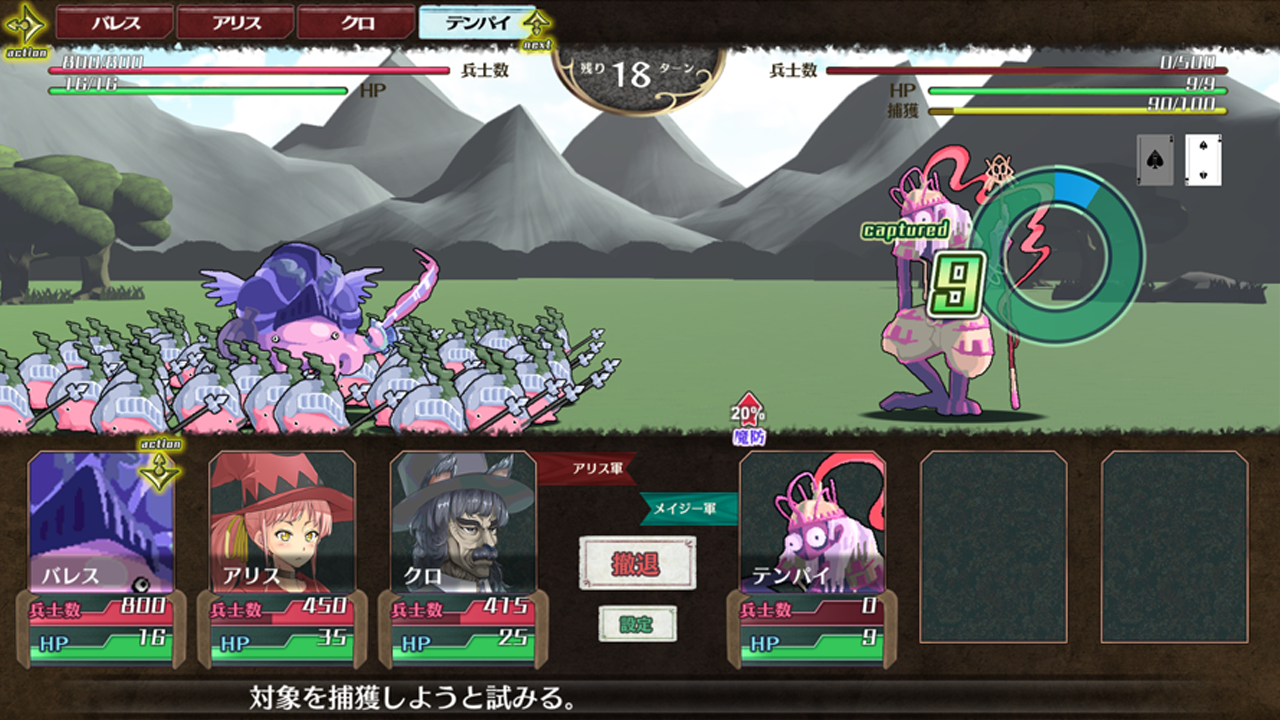 バレス
アリス
クロ
テンパイ
action
next
800/800
兵士数
16/16
HP
残り 18 ターン
兵士数
0/500
HP
9/9
捕獲
90/100
captured
9
20%
魔防
action
バレス
兵士数 800
HP 16
アリス
兵士数 450
HP 35
クロ
兵士数 415
HP 25
アリス軍
メイジー軍
撤退
設定
テンパイ
兵士数 0
HP 9
対象を捕獲しようと試みる。